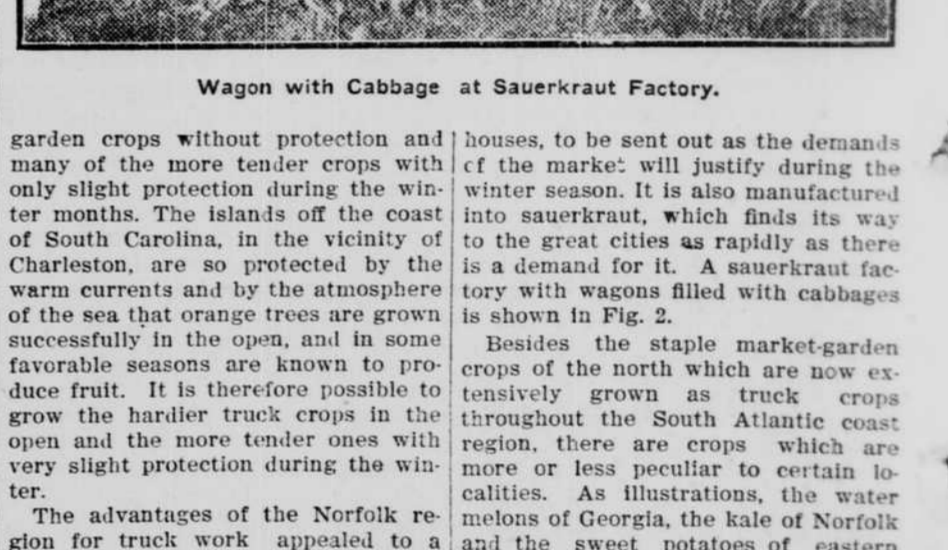 Wagon with Cabbage at Sauerkraut Factory.
garden crops without protection and
many of the more tender crops with
only slight protection during the win-
ter months. The islands off the coast
of South Carolina, in the vicinity of
Charleston, are so protected by the
warm currents and by the atmosphere
of the sea that orange trees are grown
successfully in the open, and in some
favorable seasons are known to pro-
duce fruit. It is therefore possible to
grow the hardier truck crops in the
open and the more tender ones with
very slight protection during the win-
ter.
The advantages of the Norfolk re-
gion for truck work appealed to a
houses, to be sent out as the demands
of the market will justify during the
winter season. It is also manufactured
into sauerkraut, which finds its way
to the great cities as rapidly as there
is a demand for it. A sauerkraut fac-
tory with wagons filled with cabbages
is shown in Fig. 2.
Besides the staple market-garden
crops of the north which are now ex-
tensively grown as truck crops
throughout the South Atlantic coast
region, there are crops which are
more or less peculiar to certain lo-
calities. As illustrations, the water
melons of Georgia, the kale of Norfolk
and the sweet potatoes of eastern